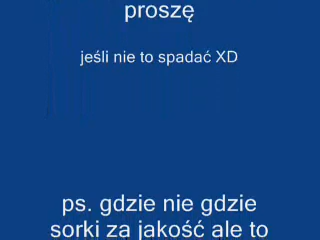 proszę
jeśli nie to spadać XD
ps. gdzie nie gdzie
sorki za jakość ale to